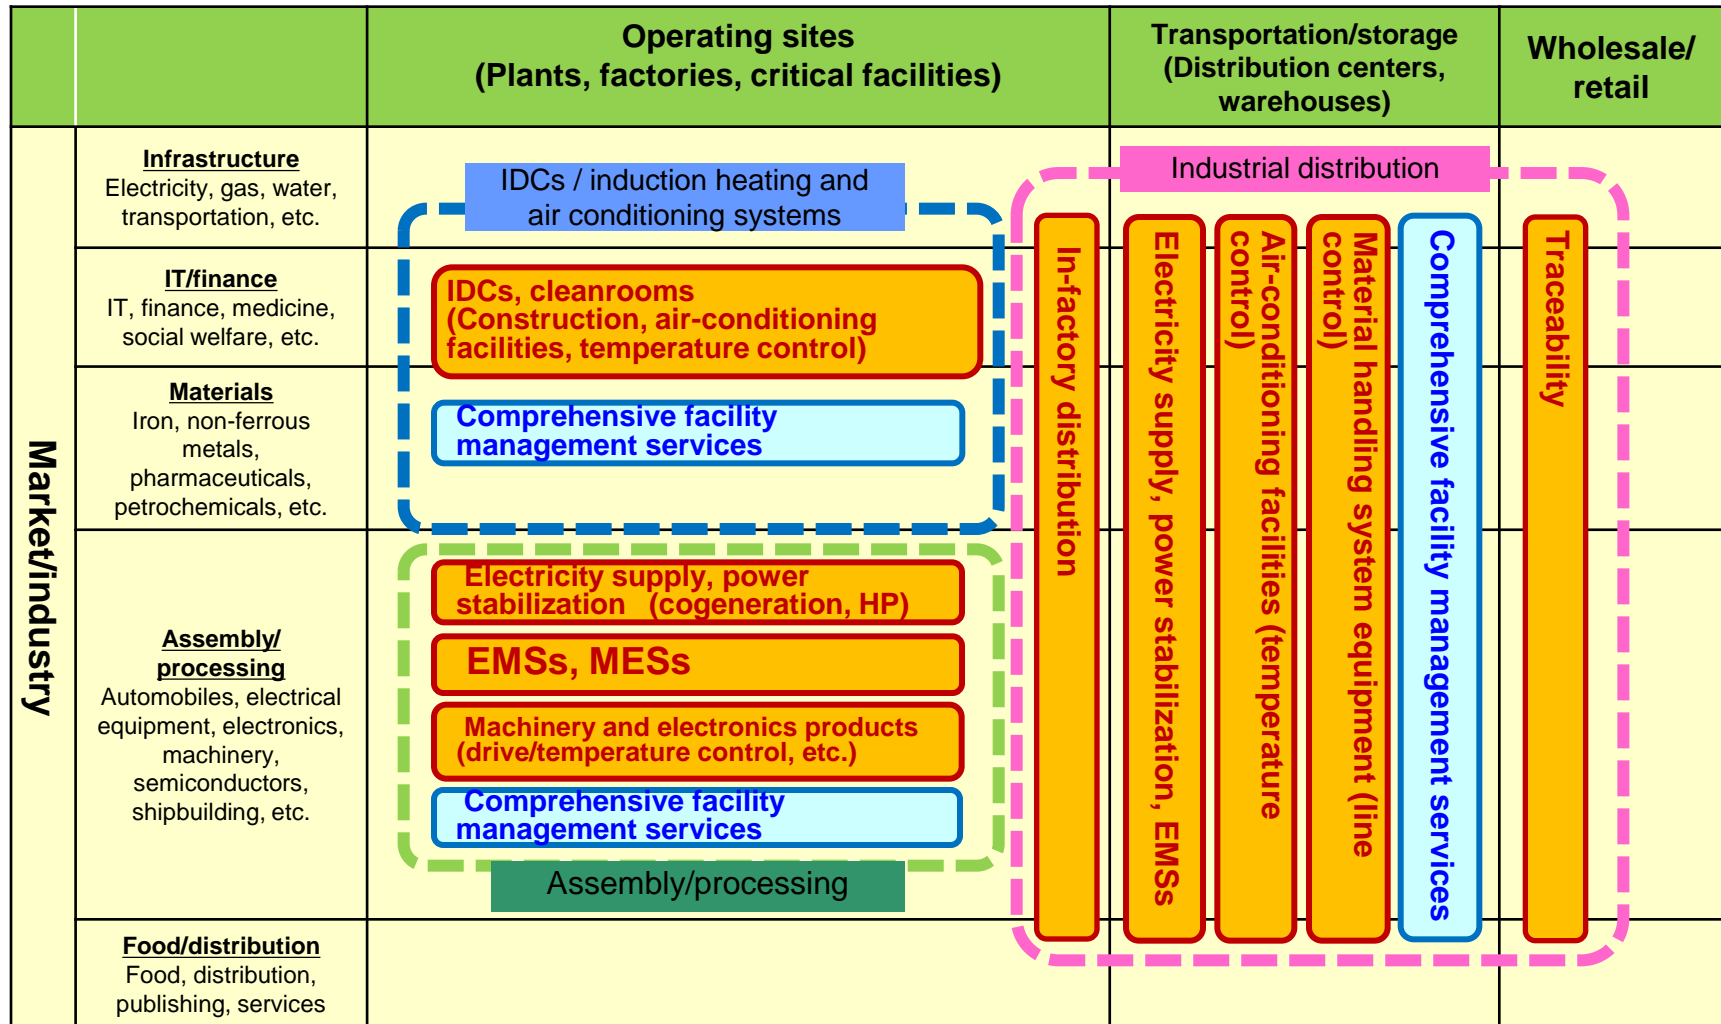 Operating sites
(Plants, factories, critical facilities)
Transportation/storage
(Distribution centers,
warehouses)
Wholesale/
retail
Market/industry
Infrastructure
Electricity, gas, water,
transportation, etc.
IT/finance
IT, finance, medicine,
social welfare, etc.
Materials
Iron, non-ferrous
metals,
pharmaceuticals,
petrochemicals, etc.
Assembly/
processing
Automobiles, electrical
equipment, electronics,
machinery,
semiconductors,
shipbuilding, etc.
Food/distribution
Food, distribution,
publishing, services
IDCs / induction heating and
air conditioning systems
IDCs, cleanrooms
(Construction, air-conditioning
facilities, temperature control)
Comprehensive facility
management services
Electricity supply, power
stabilization (cogeneration, HP)
EMSs, MESs
Machinery and electronics products
(drive/temperature control, etc.)
Comprehensive facility
management services
Assembly/processing
Industrial distribution
In-factory distribution
Electricity supply, power stabilization, EMSs
Air-conditioning facilities (temperature
control)
Material handling system equipment (line
control)
Comprehensive facility management services
Traceability